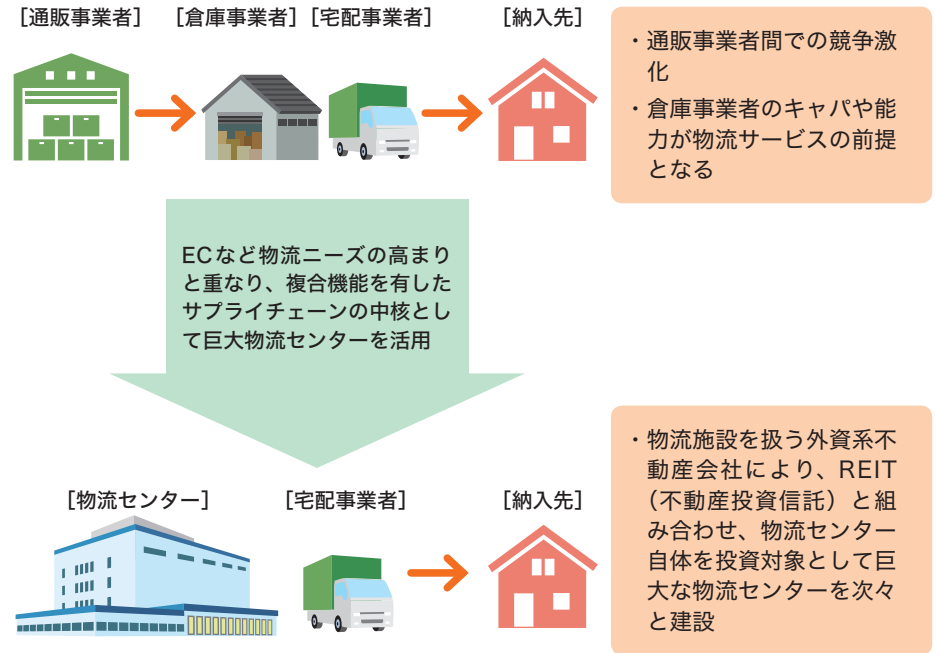 ［通販事業者］
［倉庫事業者］
［宅配事業者］
［納入先］
・通販事業者間での競争激
化
・倉庫事業者のキャパや能
力が物流サービスの前提
となる
ECなど物流ニーズの高まり
と重なり、複合機能を有した
サプライチェーンの中核とし
て巨大物流センターを活用
［物流センター］
［宅配事業者］
［納入先］
・物流施設を扱う外資系不
動産会社により、REIT
（不動産投資信託）と組
み合わせ、物流センター
自体を投資対象として巨
大な物流センターを次々
と建設